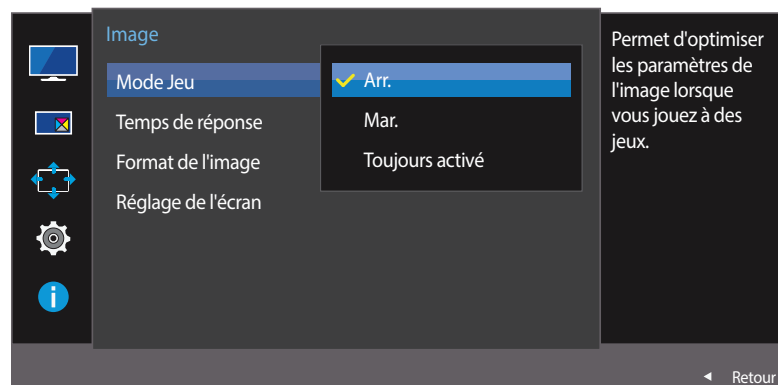 Image
Mode Jeu
Temps de réponse
Format de l'image
Réglage de l'écran
Arr.
Mar.
Toujours activé
Permet d'optimiser
les paramètres de
l'image lorsque
vous jouez à des
jeux.
Retour